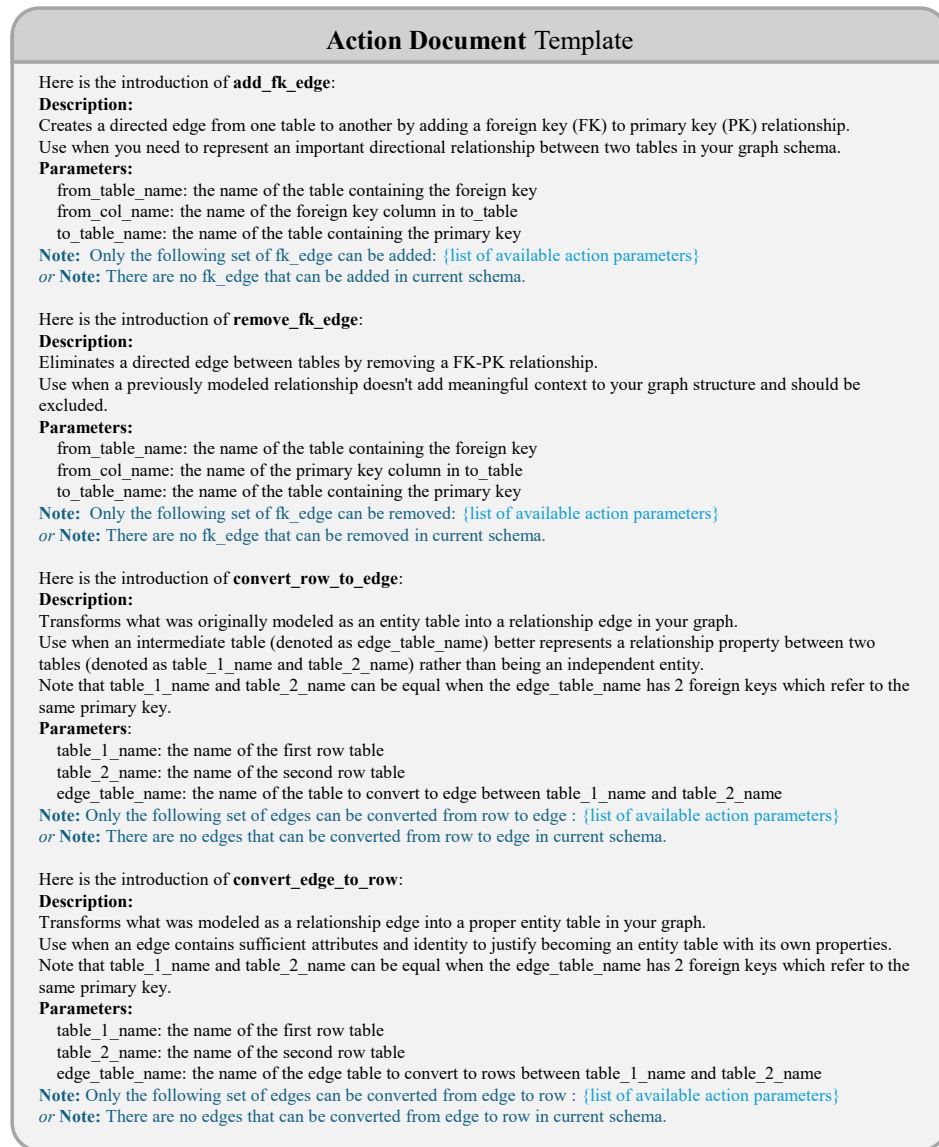 Action Document Template
Here is the introduction of add_fk_edge:
Description:
Creates a directed edge from one table to another by adding a foreign key (FK) to primary key (PK) relationship.
Use when you need to represent an important directional relationship between two tables in your graph schema.
Parameters:
from_table_name: the name of the table containing the foreign key
from_col_name: the name of the foreign key column in to_table
to_table_name: the name of the table containing the primary key
Note: Only the following set of fk_edge can be added: {list of available action parameters}
or Note: There are no fk_edge that can be added in current schema.
Here is the introduction of remove_fk_edge:
Description:
Eliminates a directed edge between tables by removing a FK-PK relationship.
Use when a previously modeled relationship doesn't add meaningful context to your graph structure and should be
excluded.
Parameters:
from_table_name: the name of the table containing the foreign key
from_col_name: the name of the primary key column in to_table
to_table_name: the name of the table containing the primary key
Note: Only the following set of fk_edge can be removed: {list of available action parameters}
or Note: There are no fk_edge that can be removed in current schema.
Here is the introduction of convert_row_to_edge:
Description:
Transforms what was originally modeled as an entity table into a relationship edge in your graph.
Use when an intermediate table (denoted as edge_table_name) better represents a relationship property between two
tables (denoted as table_1_name and table_2_name) rather than being an independent entity.
Note that table_1_name and table_2_name can be equal when the edge_table_name has 2 foreign keys which refer to the
same primary key.
Parameters:
table_1_name: the name of the first row table
table_2_name: the name of the second row table
edge_table_name: the name of the table to convert to edge between table_1_name and table_2_name
Note: Only the following set of edges can be converted from row to edge : {list of available action parameters}
or Note: There are no edges that can be converted from row to edge in current schema.
Here is the introduction of convert_edge_to_row:
Description:
Transforms what was modeled as a relationship edge into a proper entity table in your graph.
Use when an edge contains sufficient attributes and identity to justify becoming an entity table with its own properties.
Note that table_1_name and table_2_name can be equal when the edge_table_name has 2 foreign keys which refer to the
same primary key.
Parameters:
table_1_name: the name of the first row table
table_2_name: the name of the second row table
edge_table_name: the name of the edge table to convert to rows between table_1_name and table_2_name
Note: Only the following set of edges can be converted from edge to row : {list of available action parameters}
or Note: There are no edges that can be converted from edge to row in current schema.